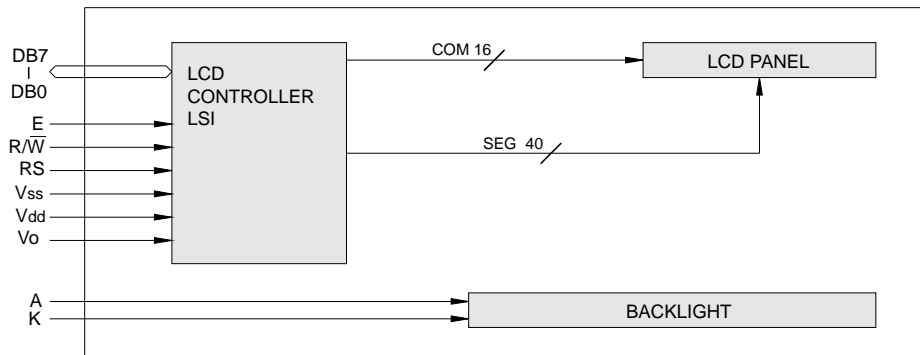 DB7
DB0
E
R/W̅
RS
Vss
Vdd
Vo
A
K
LCD
CONTROLLER
LSI
COM 16
SEG 40
LCD PANEL
BACKLIGHT